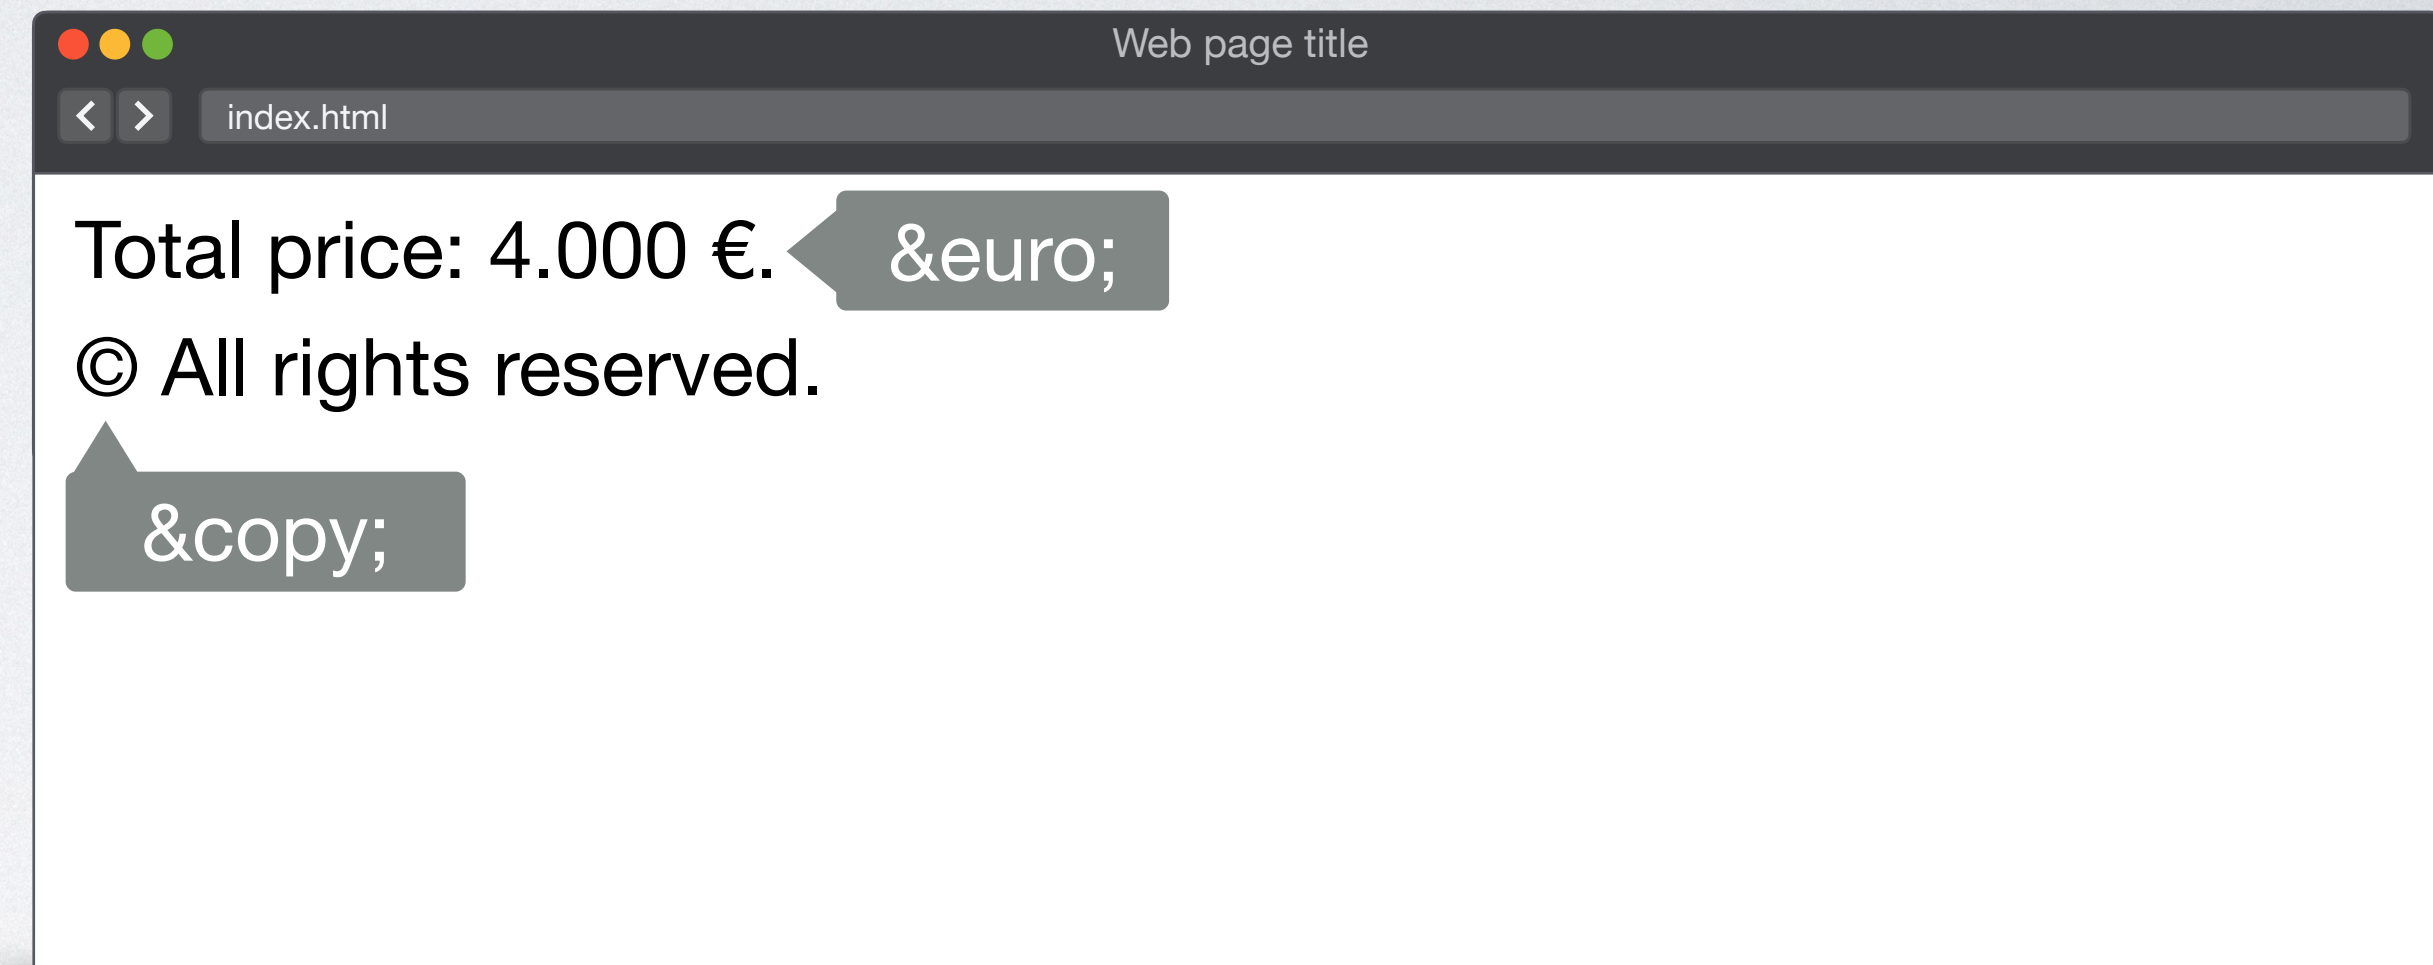 Web page title
index.html
Total price: 4.000 €.
&euro;
© All rights reserved.
&copy;